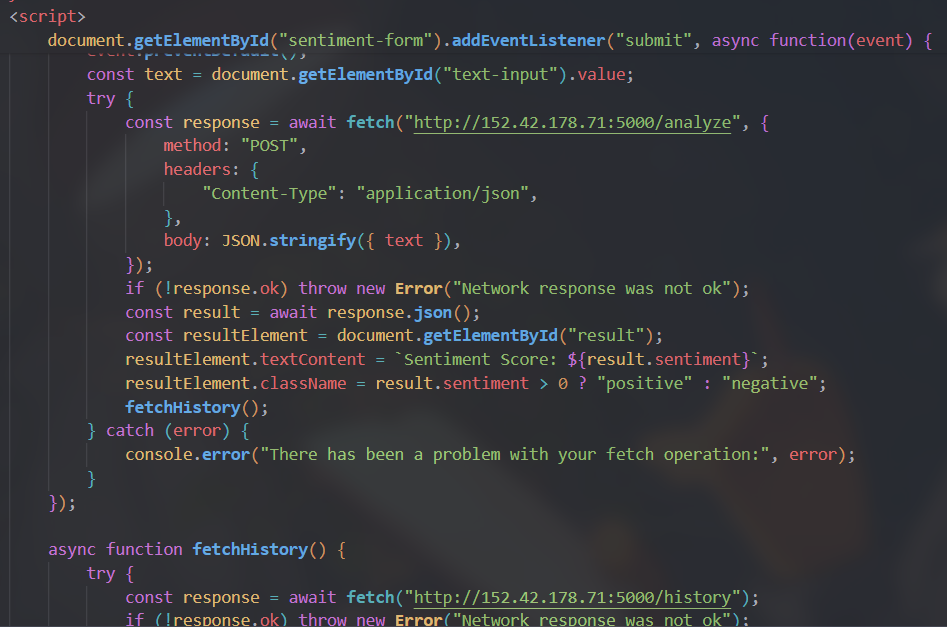 <script>
document.getElementById("sentiment-form").addEventListener("submit", async function(event) {
event.preventDefault();
const text = document.getElementById("text-input").value;
try {
const response = await fetch("http://152.42.178.71:5000/analyze", {
method: "POST",
headers: {
"Content-Type": "application/json",
},
body: JSON.stringify({ text }),
});
if (!response.ok) throw new Error("Network response was not ok");
const result = await response.json();
const resultElement = document.getElementById("result");
resultElement.textContent = `Sentiment Score: ${result.sentiment}`;
resultElement.className = result.sentiment > 0 ? "positive" : "negative";
fetchHistory();
} catch (error) {
console.error("There has been a problem with your fetch operation:", error);
}
});
async function fetchHistory() {
try {
const response = await fetch("http://152.42.178.71:5000/history");
if (!response.ok) throw new Error("Network response was not ok");